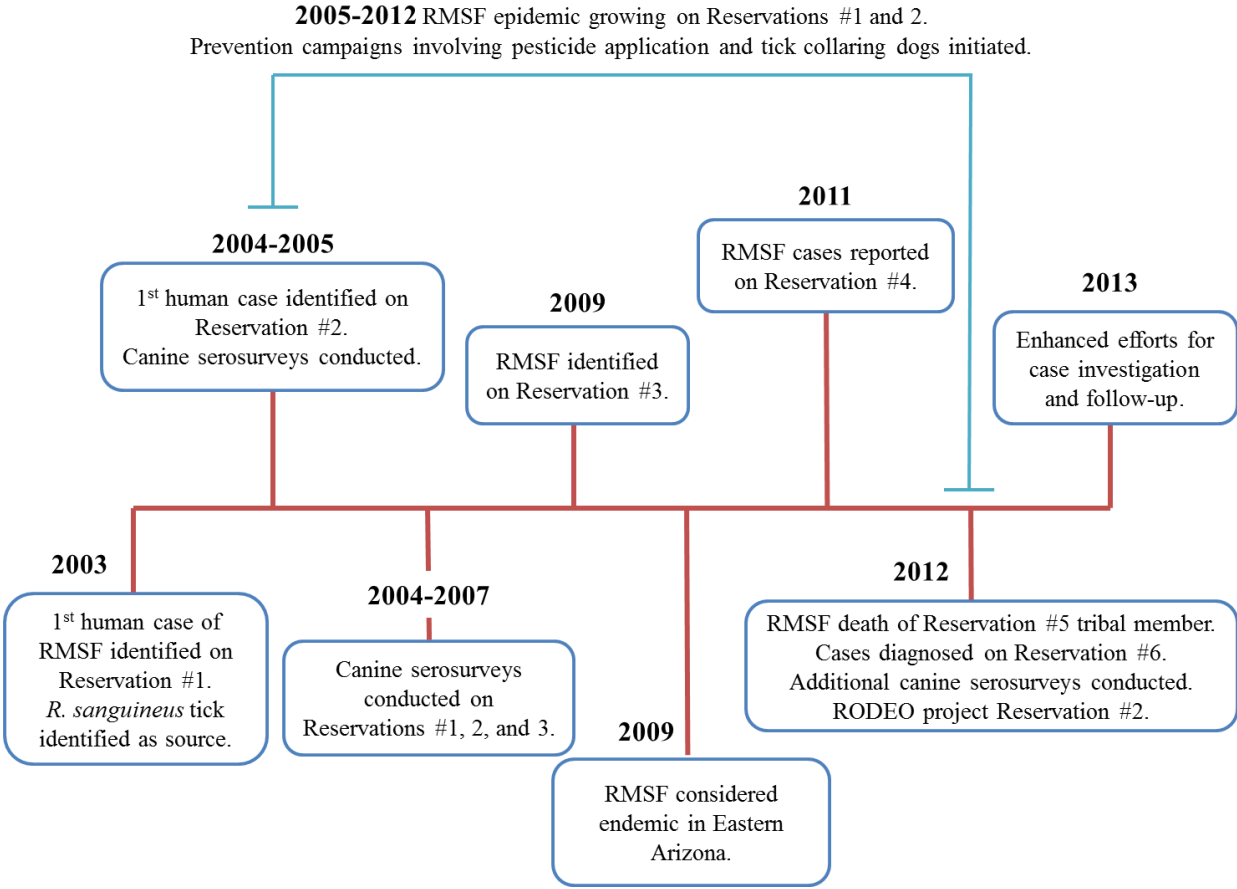 2005-2012 RMSF epidemic growing on Reservations #1 and 2.
Prevention campaigns involving pesticide application and tick collaring dogs initiated.
2004-2005
1st human case identified on
Reservation #2.
Canine serosurveys conducted.
2009
RMSF identified
on Reservation #3.
2011
RMSF cases reported
on Reservation #4.
2013
Enhanced efforts for
case investigation
and follow-up.
2003
1st human case of
RMSF identified on
Reservation #1.
R. sanguineus tick
identified as source.
2004-2007
Canine serosurveys
conducted on
Reservations #1, 2, and 3.
2009
RMSF considered
endemic in Eastern
Arizona.
2012
RMSF death of Reservation #5 tribal member.
Cases diagnosed on Reservation #6.
Additional canine serosurveys conducted.
RODEO project Reservation #2.